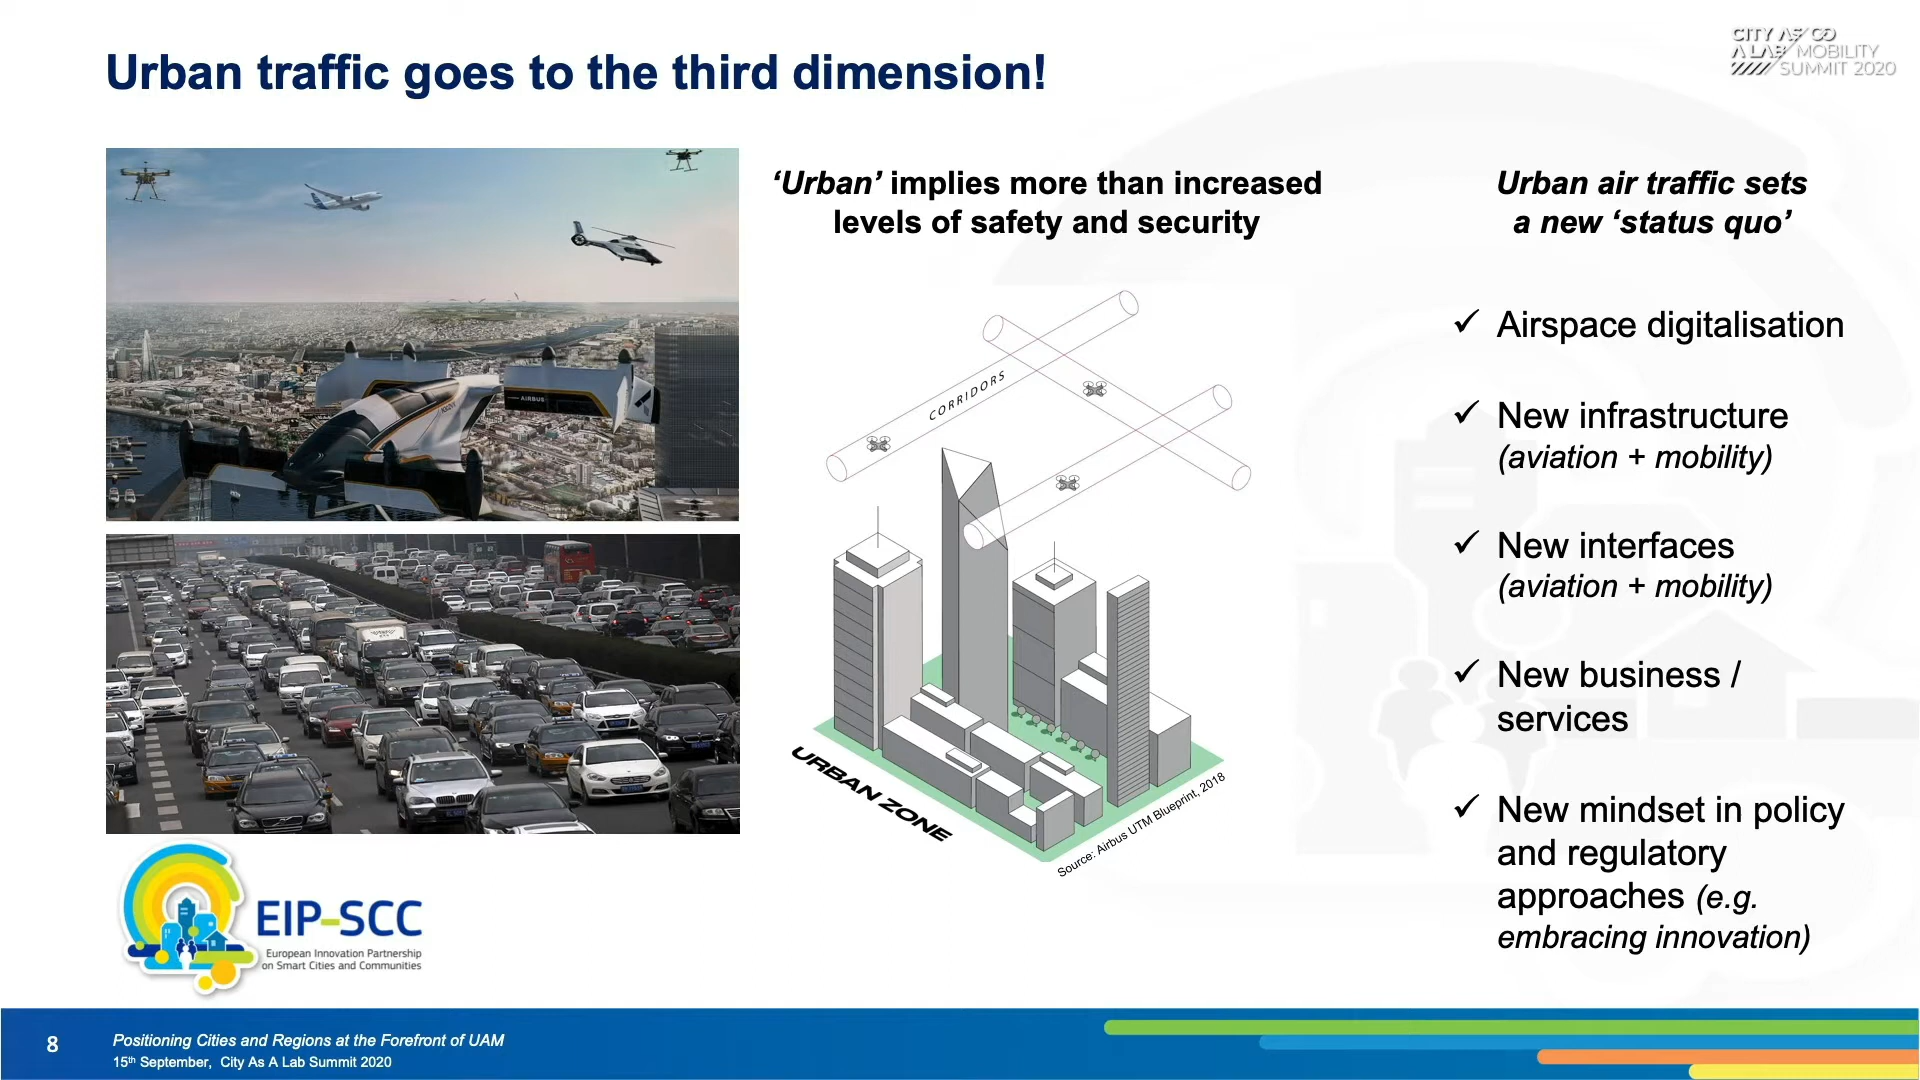 Urban traffic goes to the third dimension!
CITY AS CO
A LAB MOBILITY
SUMMIT 2020
AIRBUS
‘Urban’ implies more than increased
levels of safety and security
CORRIDORS
URBAN ZONE
Source: Airbus UTM Blueprint, 2018
Urban air traffic sets
a new ‘status quo’
✓ Airspace digitalisation
✓ New infrastructure
(aviation + mobility)
✓ New interfaces
(aviation + mobility)
✓ New business /
services
✓ New mindset in policy
and regulatory
approaches (e.g.
embracing innovation)
EIP-SCC
European Innovation Partnership
on Smart Cities and Communities
8
Positioning Cities and Regions at the Forefront of UAM
15th September, City As A Lab Summit 2020